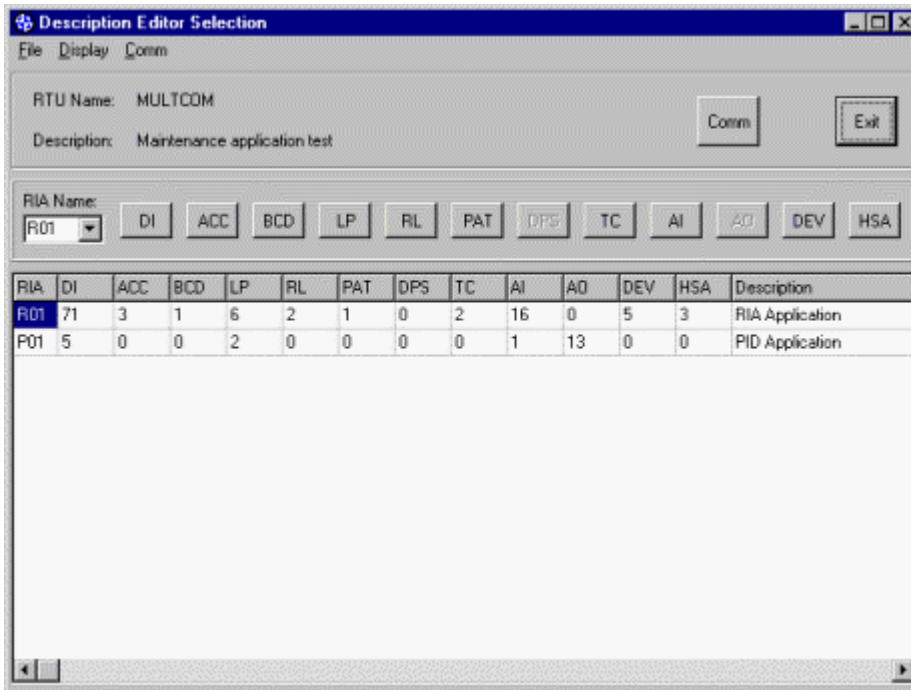 Description Editor Selection
File Display Comm
RTU Name: MULTCOM
Comm Exit
Description: Maintenance application test
RIA Name:
R01 DI ACC BCD LP RL PAT DPS TC AI AO DEV HSA
RIA DI ACC BCD LP RL PAT DPS TC AI AO DEV HSA Description
R01 71 3 1 6 2 1 0 2 16 0 5 3 RIA Application
P01 5 0 0 2 0 0 0 0 1 13 0 0 PID Application